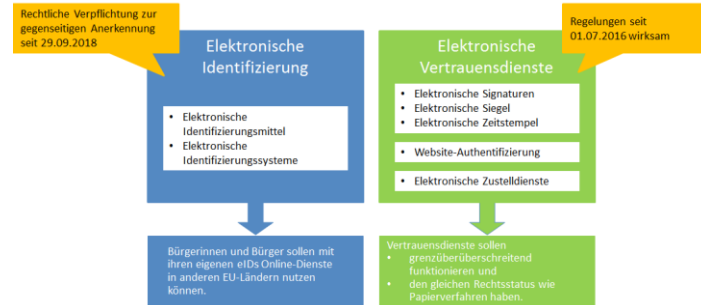 Rechtliche Verpflichtung zur
gegenseitigen Anerkennung
seit 29.09.2018
Elektronische
Identifizierung
• Elektronische
Identifizierungsmittel
• Elektronische
Identifizierungssysteme
Bürgerinnen und Bürger sollen mit
ihren eigenen eIDs Online-Dienste
in anderen EU-Ländern nutzen
können.
Regelungen seit
01.07.2016 wirksam
Elektronische
Vertrauensdienste
• Elektronische Signaturen
• Elektronische Siegel
• Elektronische Zeitstempel
• Website-Authentifizierung
• Elektronische Zustelldienste
Vertrauensdienste sollen
• grenzüberüberschreitend
funktionieren und
• den gleichen Rechtsstatus wie
Papierverfahren haben.